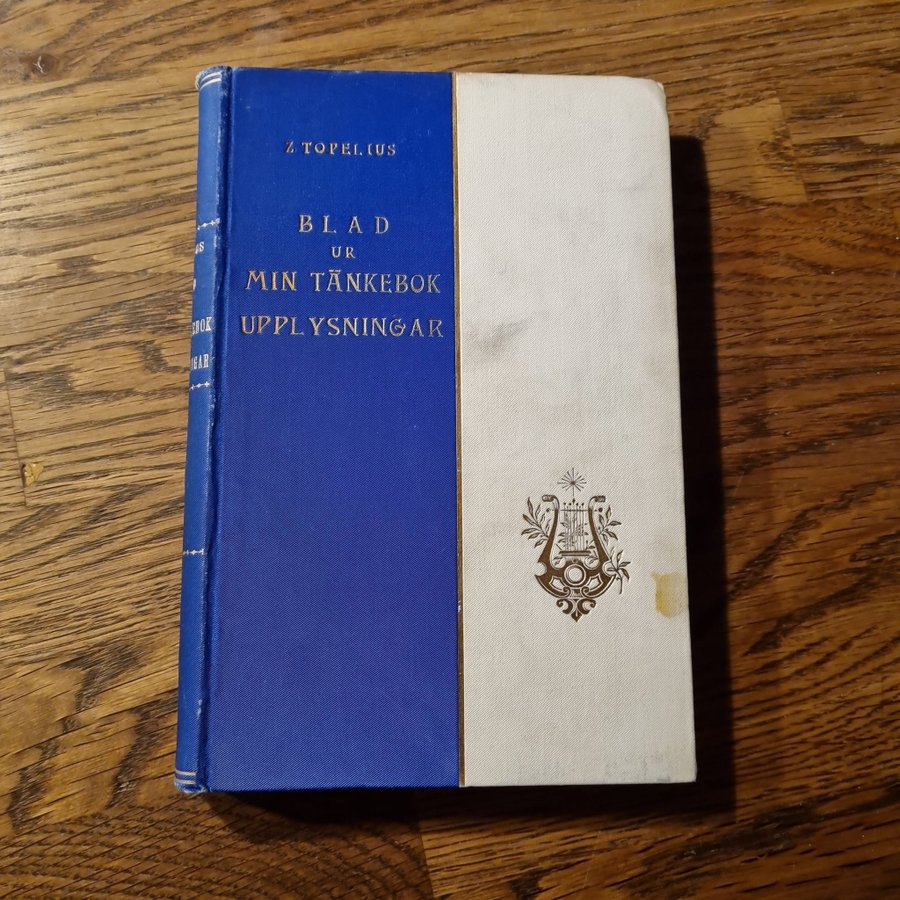 Z TOPELIUS
BLAD
UR
MIN TÄNKEBOK
UPPLYSNINGAR